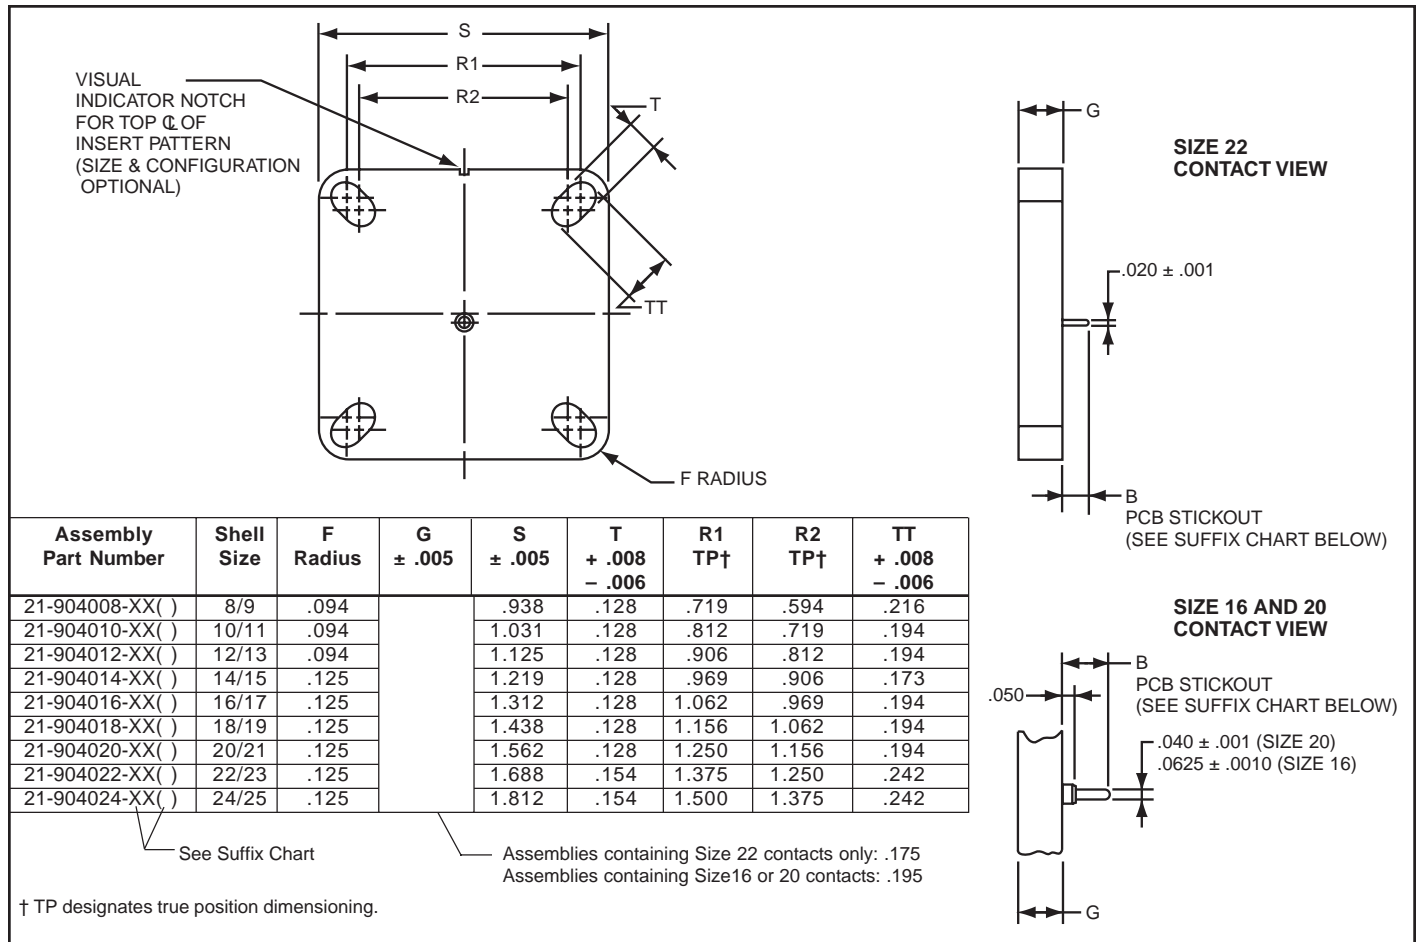 S
R1
R2
T
TT
VISUAL
INDICATOR NOTCH
FOR TOP ℄ OF
INSERT PATTERN
(SIZE & CONFIGURATION
OPTIONAL)
F RADIUS
G
SIZE 22
CONTACT VIEW
.020 ± .001
B
PCB STICKOUT
(SEE SUFFIX CHART BELOW)
SIZE 16 AND 20
CONTACT VIEW
B
PCB STICKOUT
(SEE SUFFIX CHART BELOW)
.050
.040 ± .001 (SIZE 20)
.0625 ± .0010 (SIZE 16)
G
Assembly Part Number Shell Size F Radius G ± .005 S ± .005 T + .008 – .006 R1 TP† R2 TP† TT + .008 – .006
21-904008-XX( ) 8/9 .094 .938 .128 .719 .594 .216
21-904010-XX( ) 10/11 .094 1.031 .128 .812 .719 .194
21-904012-XX( ) 12/13 .094 1.125 .128 .906 .812 .194
21-904014-XX( ) 14/15 .125 1.219 .128 .969 .906 .173
21-904016-XX( ) 16/17 .125 1.312 .128 1.062 .969 .194
21-904018-XX( ) 18/19 .125 1.438 .128 1.156 1.062 .194
21-904020-XX( ) 20/21 .125 1.562 .128 1.250 1.156 .194
21-904022-XX( ) 22/23 .125 1.688 .154 1.375 1.250 .242
21-904024-XX( ) 24/25 .125 1.812 .154 1.500 1.375 .242
See Suffix Chart
Assemblies containing Size 22 contacts only: .175
Assemblies containing Size16 or 20 contacts: .195
† TP designates true position dimensioning.